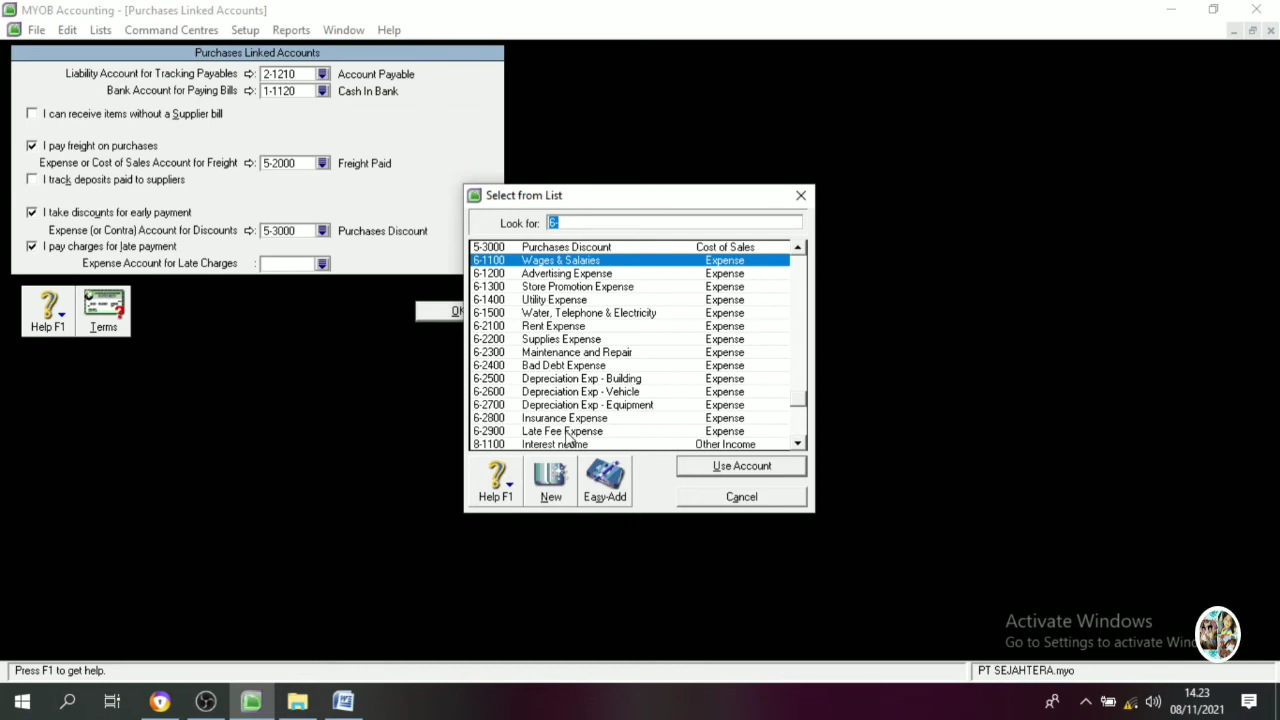 MYOB Accounting - [Purchases Linked Accounts]
File Edit Lists Command Centres Setup Reports Window Help
Purchases Linked Accounts
Liability Account for Tracking Payables 2-1210 Account Payable
Bank Account for Paying Bills 1-1120 Cash In Bank
I can receive items without a Supplier bill
I pay freight on purchases
Expense or Cost of Sales Account for Freight 5-2000 Freight Paid
I track deposits paid to suppliers
I take discounts for early payment
Expense (or Contra) Account for Discounts 5-3000 Purchases Discount
I pay charges for late payment
Expense Account for Late Charges :
Help F1 Terms
Select from List
Look for: 6-
5-3000 Purchases Discount Cost of Sales
6-1100 Wages & Salaries Expense
6-1200 Advertising Expense Expense
6-1300 Store Promotion Expense Expense
6-1400 Utility Expense Expense
6-1500 Water, Telephone & Electricity Expense
6-2100 Rent Expense Expense
6-2200 Supplies Expense Expense
6-2300 Maintenance and Repair Expense
6-2400 Bad Debt Expense Expense
6-2500 Depreciation Exp - Building Expense
6-2600 Depreciation Exp - Vehicle Expense
6-2700 Depreciation Exp - Equipment Expense
6-2800 Insurance Expense Expense
6-2900 Late Fee Expense Expense
8-1100 Interest Other Income
Use Account
Help F1 New Easy-Add Cancel
Activate Windows
Go to Settings to activate
Press F1 to get help. PT SEJAHTERA.myo
14.23
08/11/2021